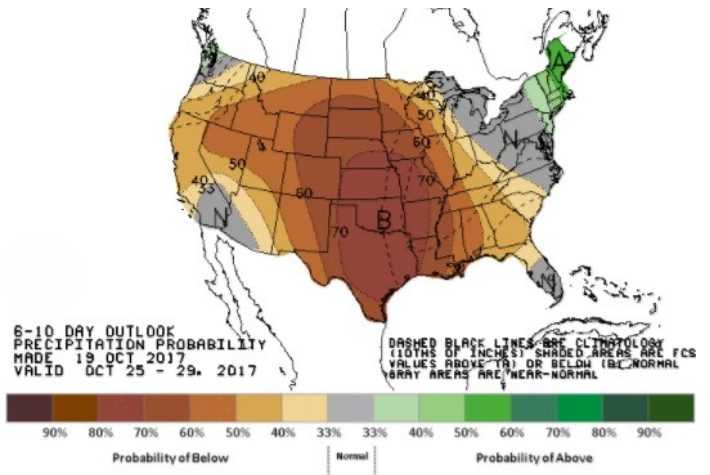 33
40
A
40
50
N
60
50
70
40
33
60
N
B
70
N
6-10 DAY OUTLOOK
PRECIPITATION PROBABILITY
MADE 19 OCT 2017
VALID OCT 25 - 29, 2017
DASHED BLACK LINES ARE CLIMATOLOGY
(10THS OF INCHES) SHADED AREAS ARE FCS
VALUES ABOVE (A) OR BELOW (B) NORMAL
GRAY AREAS ARE NEAR-NORMAL
90% 80% 70% 60% 50% 40% 33% 33% 40% 50% 60% 70% 80% 90%
Probability of Below Normal Probability of Above